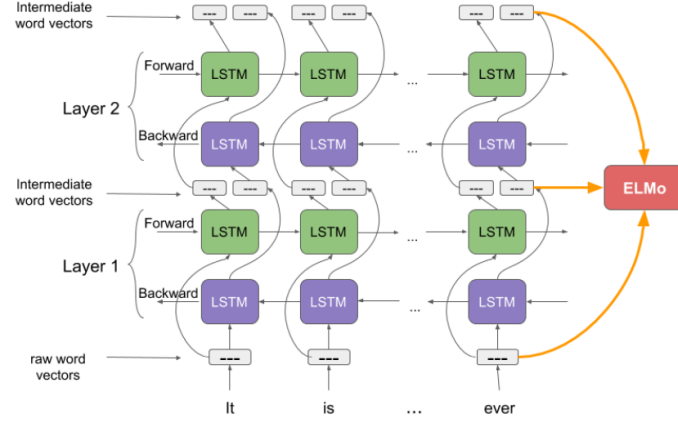 Intermediate
word vectors
--- --- --- --- --- ---
Forward
LSTM LSTM ... LSTM
Layer 2
Backward
LSTM LSTM ... LSTM
Intermediate
word vectors
--- --- --- --- --- ---
ELMo
Forward
LSTM LSTM ... LSTM
Layer 1
Backward
LSTM LSTM ... LSTM
raw word
vectors
--- --- ---
It is ... ever